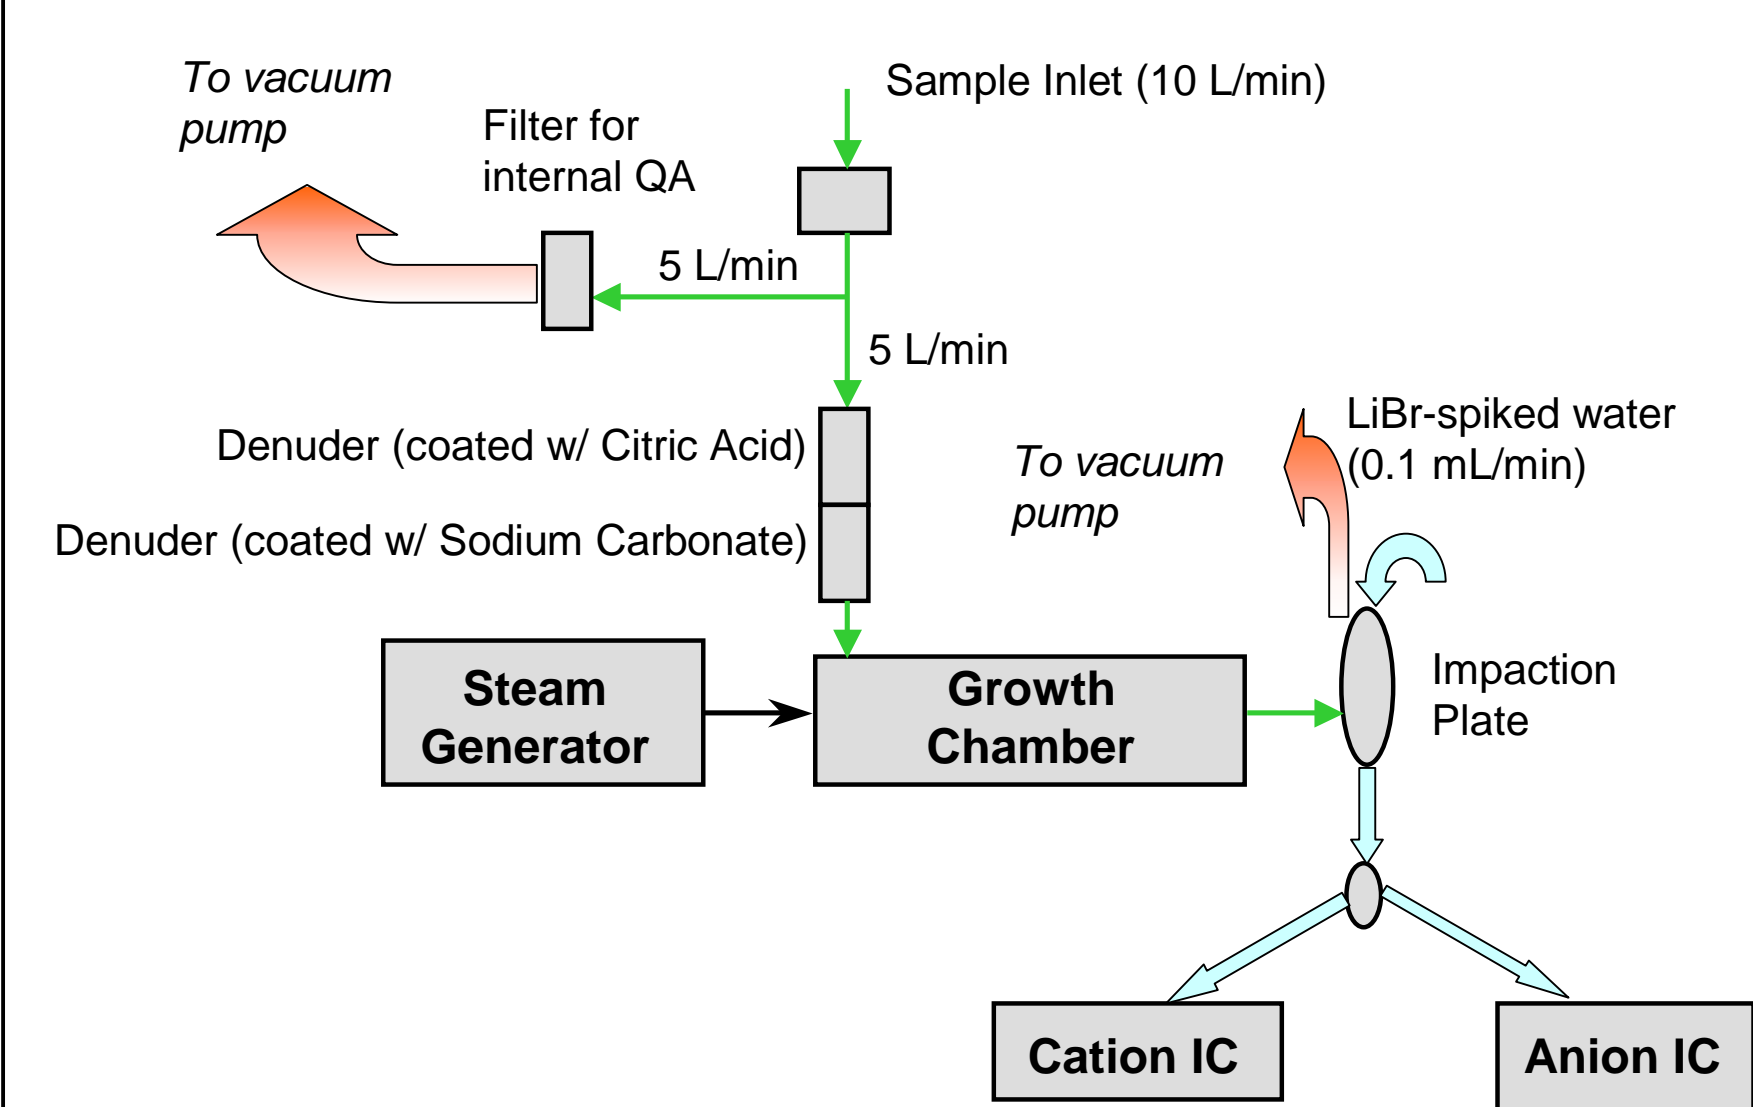 To vacuum
pump
Filter for
internal QA
Sample Inlet (10 L/min)
5 L/min
5 L/min
Denuder (coated w/ Citric Acid)
Denuder (coated w/ Sodium Carbonate)
To vacuum
pump
LiBr-spiked water
(0.1 mL/min)
Steam
Generator
Growth
Chamber
Impaction
Plate
Cation IC
Anion IC